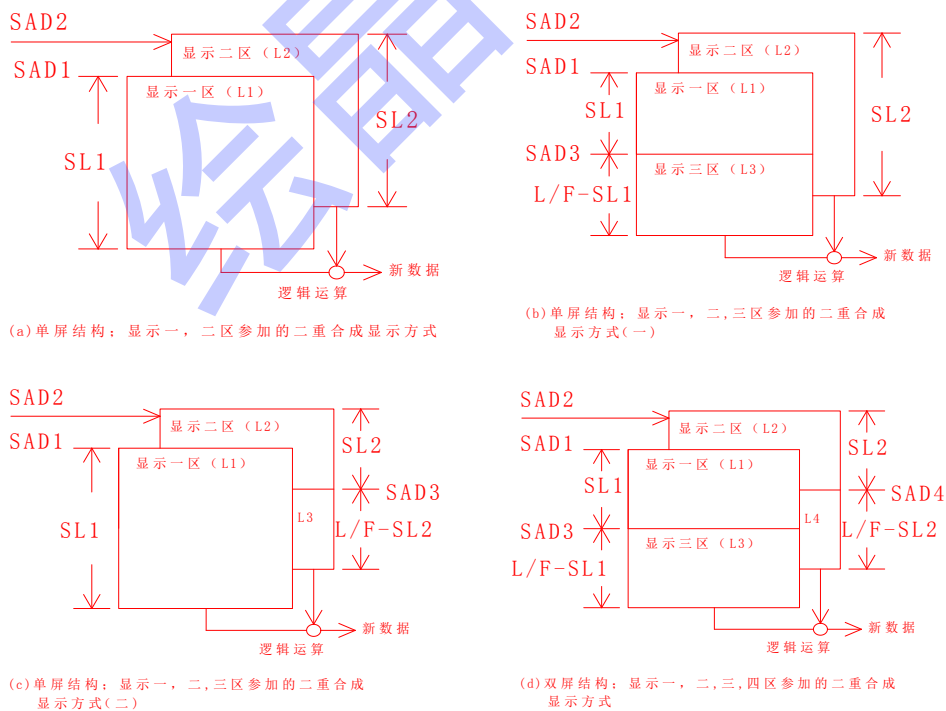 SAD2
显示二区（L2）
SAD1
显示一区（L1）
SL2
SL1
新数据
逻辑运算
(a)单屏结构；显示一，二区参加的二重合成显示方式
SAD2
显示二区（L2）
SAD1
显示一区（L1）
SL1
SL2
SAD3
显示三区（L3）
L/F-SL1
新数据
逻辑运算
(b)单屏结构；显示一，二,三区参加的二重合成
显示方式(一)
SAD2
显示二区（L2）
SAD1
SL2
显示一区（L1）
SAD3
L3
SL1
L/F-SL2
新数据
逻辑运算
(c)单屏结构；显示一，二,三区参加的二重合成
显示方式(二)
SAD2
显示二区（L2）
SAD1
SL2
显示一区（L1）
SL1
SAD4
L4
SAD3
L/F-SL2
显示三区（L3）
L/F-SL1
新数据
逻辑运算
(d)双屏结构；显示一，二,三,四区参加的二重合成
显示方式
绘晶